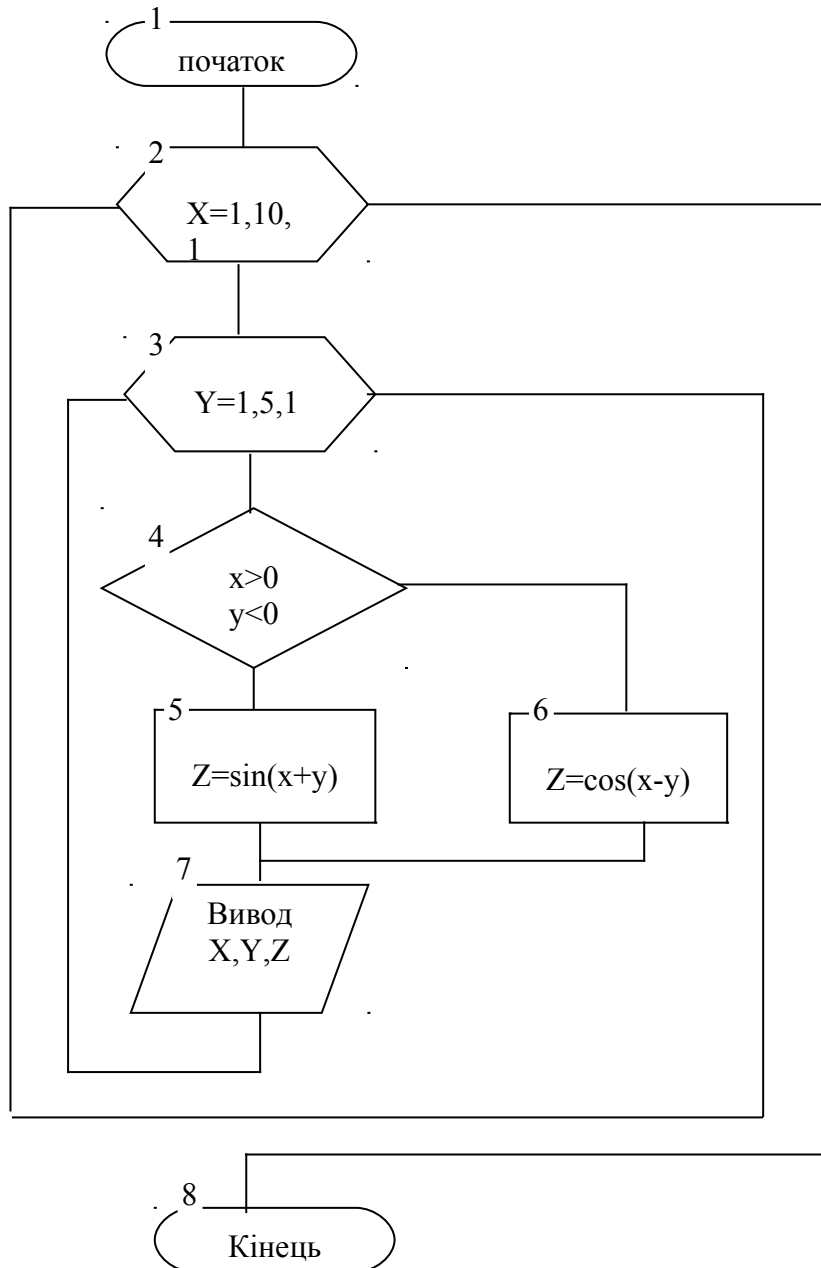 1
початок
2
X=1,10,
1
3
Y=1,5,1
4
x>0
y<0
5
Z=sin(x+y)
6
Z=cos(x-y)
7
Вивод
X,Y,Z
8
Кінець